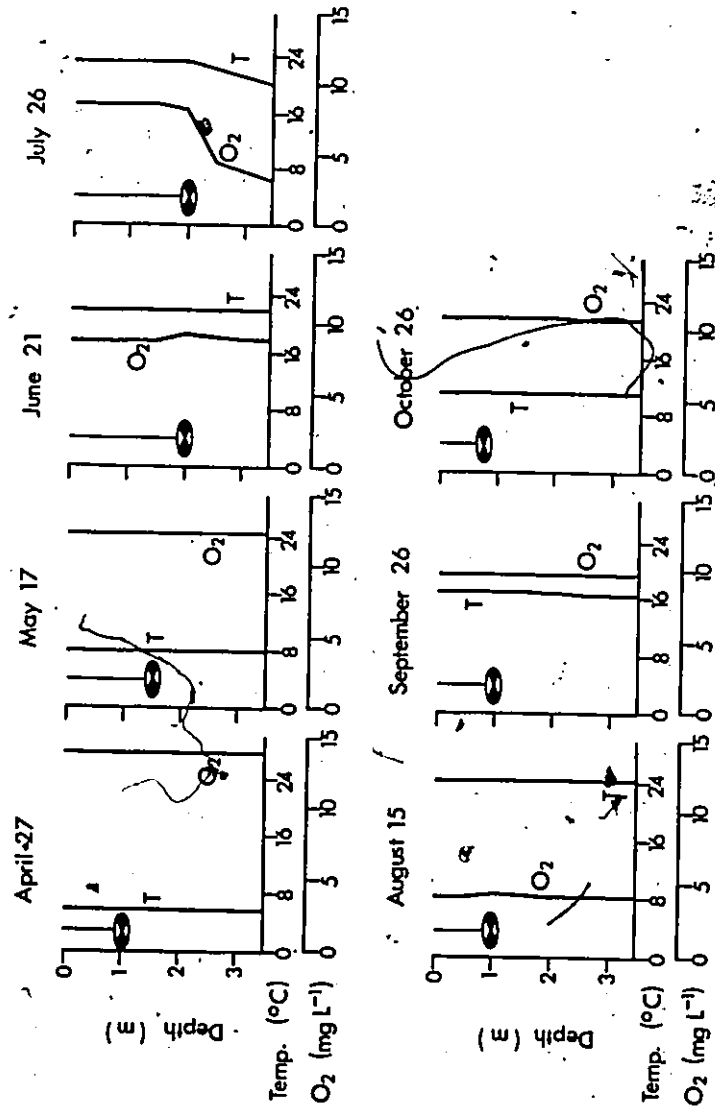 April 27 May 17 June 21 July 26
0
1
2
3
Depth (m)
T O₂
T O₂
O₂ T
O₂ T
Temp. (°C) 0 8 16 24 0 8 16 24 0 8 16 24 0 8 16 24
O₂ (mg L⁻¹) 0 5 10 15 0 5 10 15 0 5 10 15 0 5 10 15
August 15 September 26 October 26
0
1
2
3
Depth (m)
O₂ T
T O₂
T O₂
Temp. (°C) 0 8 16 24 0 8 16 24 0 8 16 24
O₂ (mg L⁻¹) 0 5 10 15 0 5 10 15 0 5 10 15